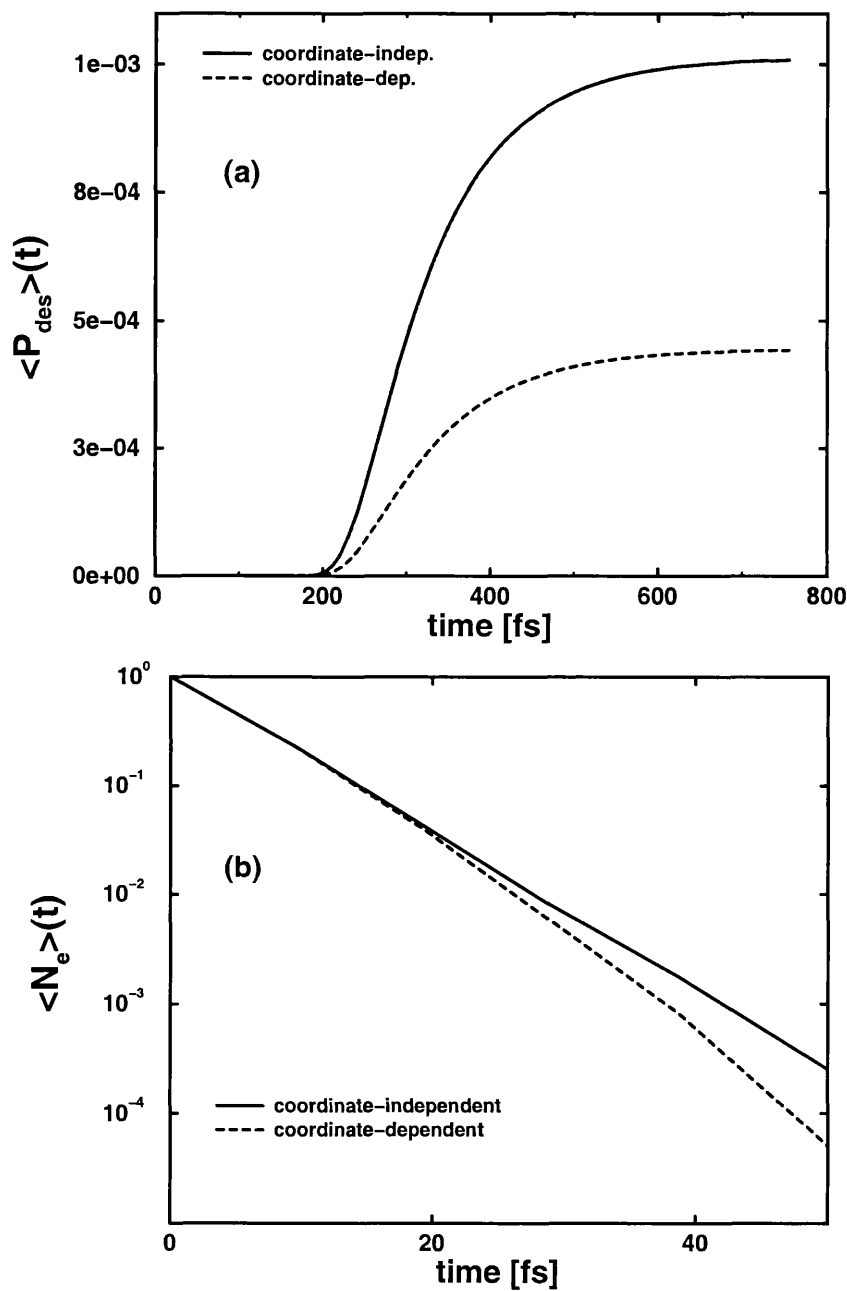 1e−03
coordinate−indep.
coordinate−dep.
(a)
8e−04
<P_des>(t)
5e−04
3e−04
0e+00
0 200 400 600 800
time [fs]
10^0
10^−1
(b)
10^−2
<N_e>(t)
10^−3
coordinate−independent
10^−4
coordinate−dependent
0 20 40
time [fs]